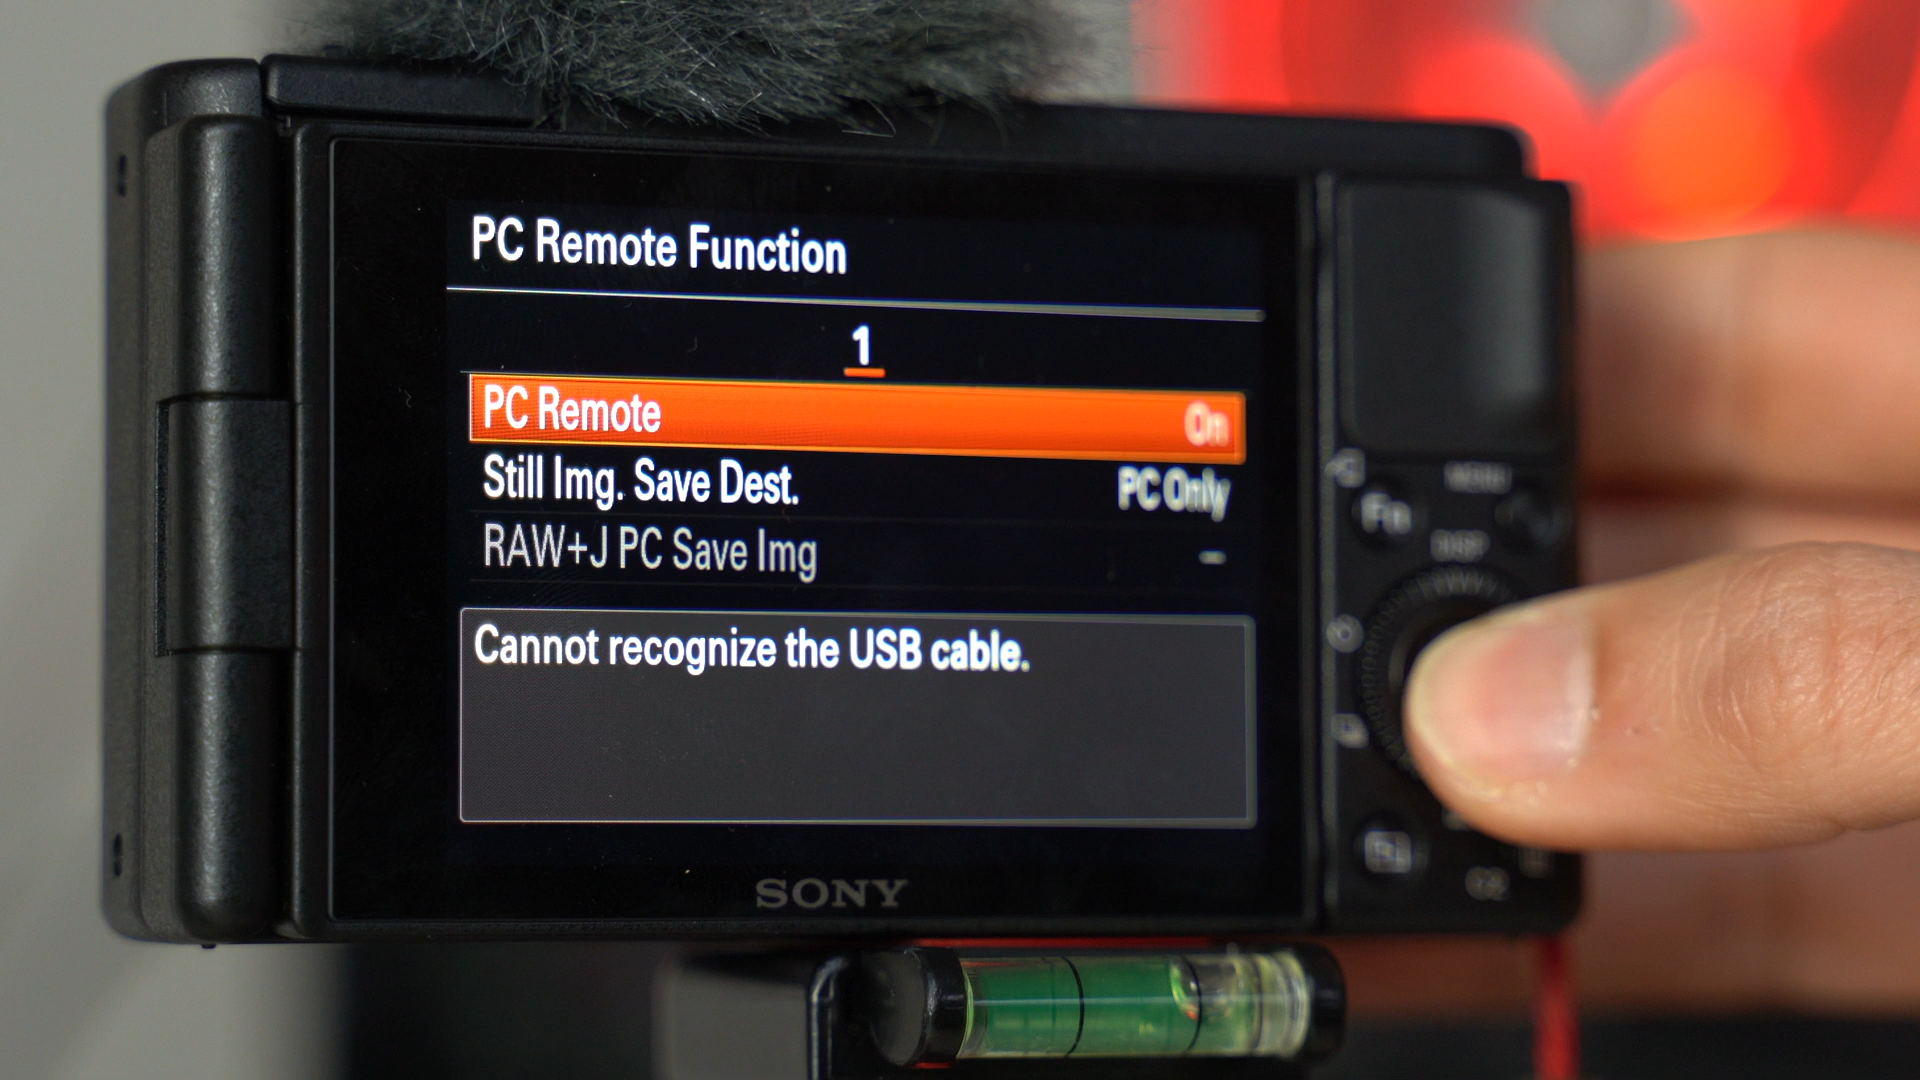 PC Remote Function
1
PC Remote On
Still Img. Save Dest. PC Only
RAW+J PC Save Img –
Cannot recognize the USB cable.
SONY
MENU
Fn
DISP